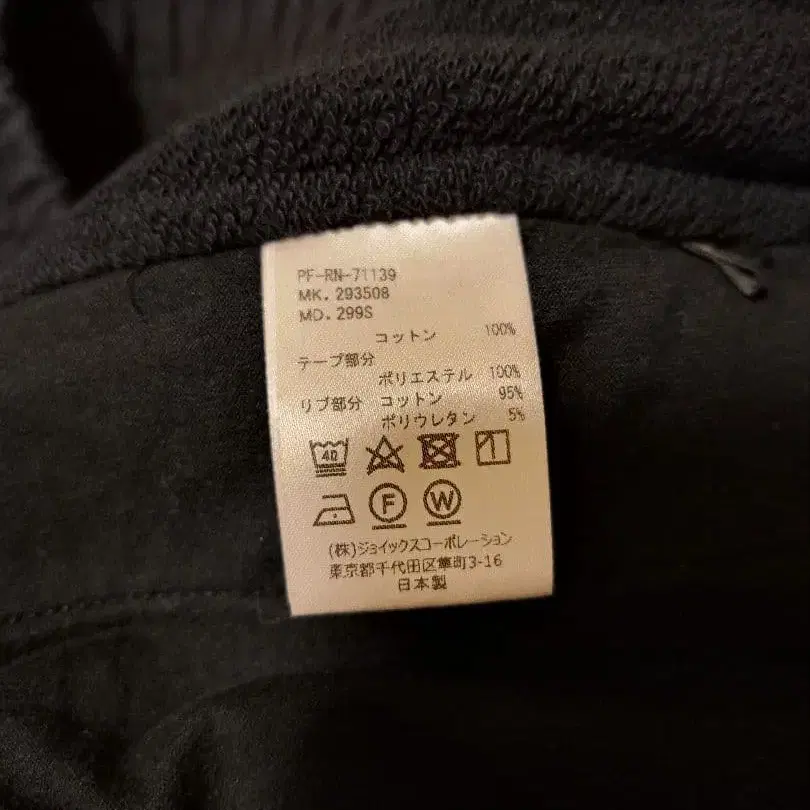 PF-RN-71139
MK. 293508
MD. 299S
コットン 100%
テープ部分
ポリエステル 100%
リブ部分 コットン 95%
ポリウレタン 5%
40
F W
(株)ジョイックスコーポレーション
東京都千代田区隼町3-16
日本製